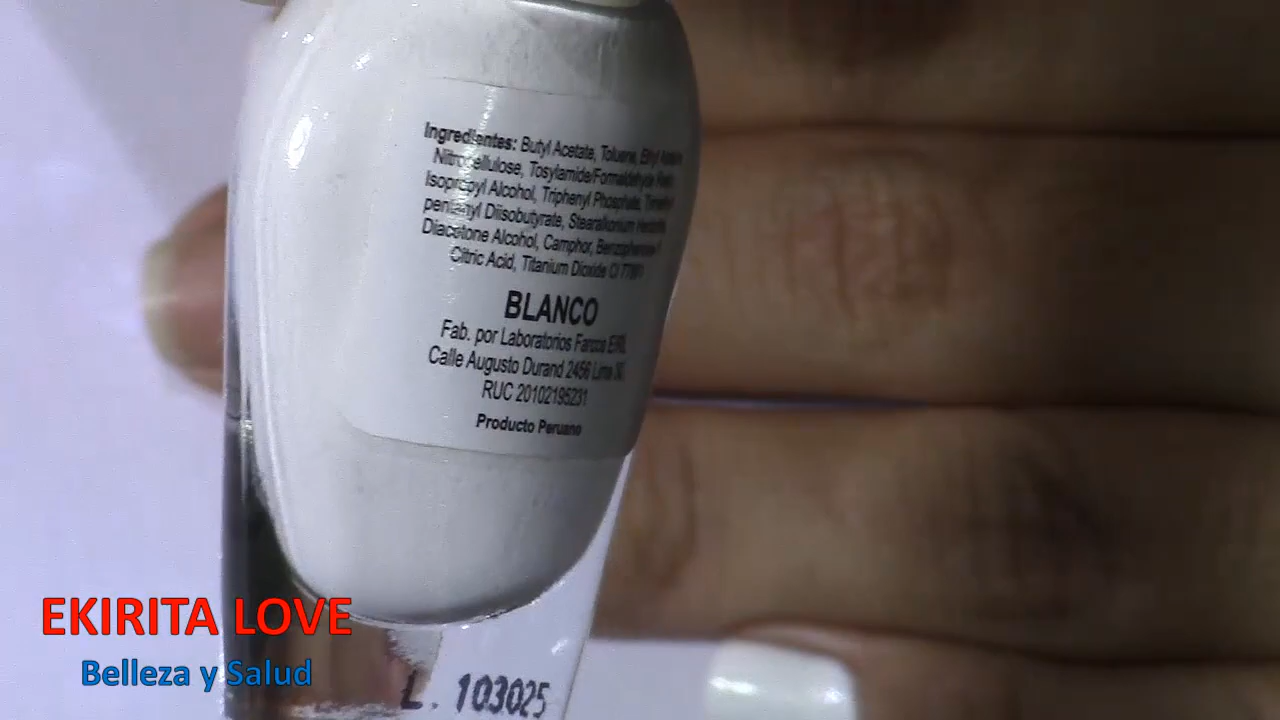 Ingredientes: Butyl Acetate, Toluene, Ethyl
Nitrocellulose, Tosylamide/Formaldehyde
Isopropyl Alcohol, Triphenyl Phosphate,
pentanyl Diisobutyrate, Stearalkonium
Diacetone Alcohol, Camphor,
Citric Acid, Titanium Dioxide CI
BLANCO
Fab. por Laboratorios
Calle Augusto Durand 2456 Lima
RUC 20102195231
Producto Peruano
EKIRITA LOVE
Belleza y Salud
L. 103025